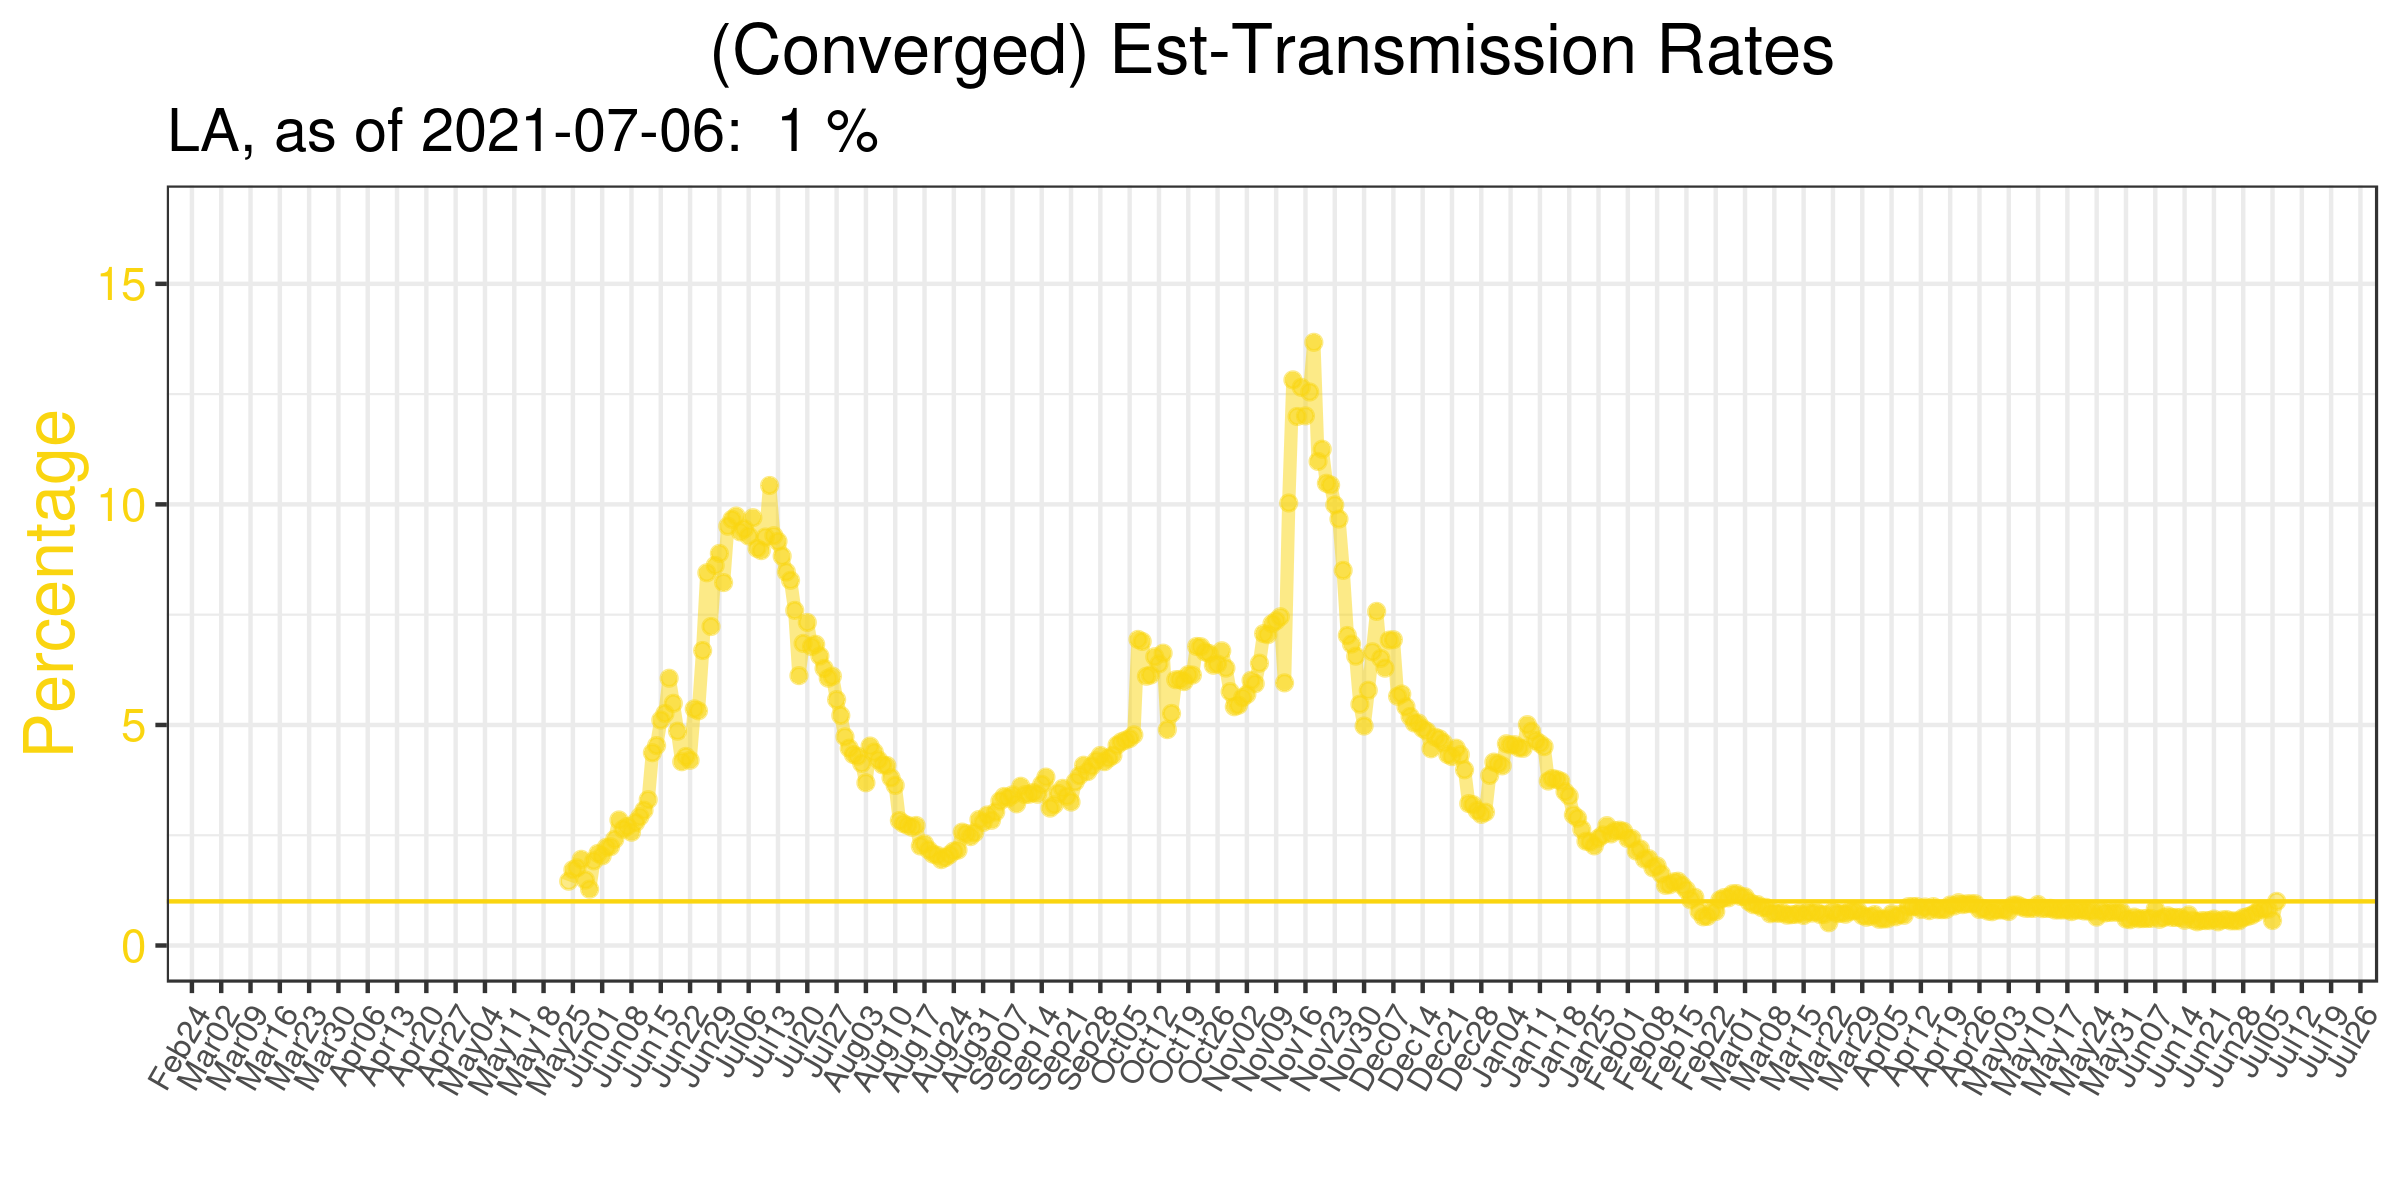 (Converged) Est-Transmission Rates
LA, as of 2021-07-06:  1 %
Percentage
15
10
5
0
Feb24
Mar02
Mar09
Mar16
Mar23
Mar30
Apr06
Apr13
Apr20
Apr27
May04
May11
May18
May25
Jun01
Jun08
Jun15
Jun22
Jun29
Jul06
Jul13
Jul20
Jul27
Aug03
Aug10
Aug17
Aug24
Aug31
Sep07
Sep14
Sep21
Sep28
Oct05
Oct12
Oct19
Oct26
Nov02
Nov09
Nov16
Nov23
Nov30
Dec07
Dec14
Dec21
Dec28
Jan04
Jan11
Jan18
Jan25
Feb01
Feb08
Feb15
Feb22
Mar01
Mar08
Mar15
Mar22
Mar29
Apr05
Apr12
Apr19
Apr26
May03
May10
May17
May24
May31
Jun07
Jun14
Jun21
Jun28
Jul05
Jul12
Jul19
Jul26